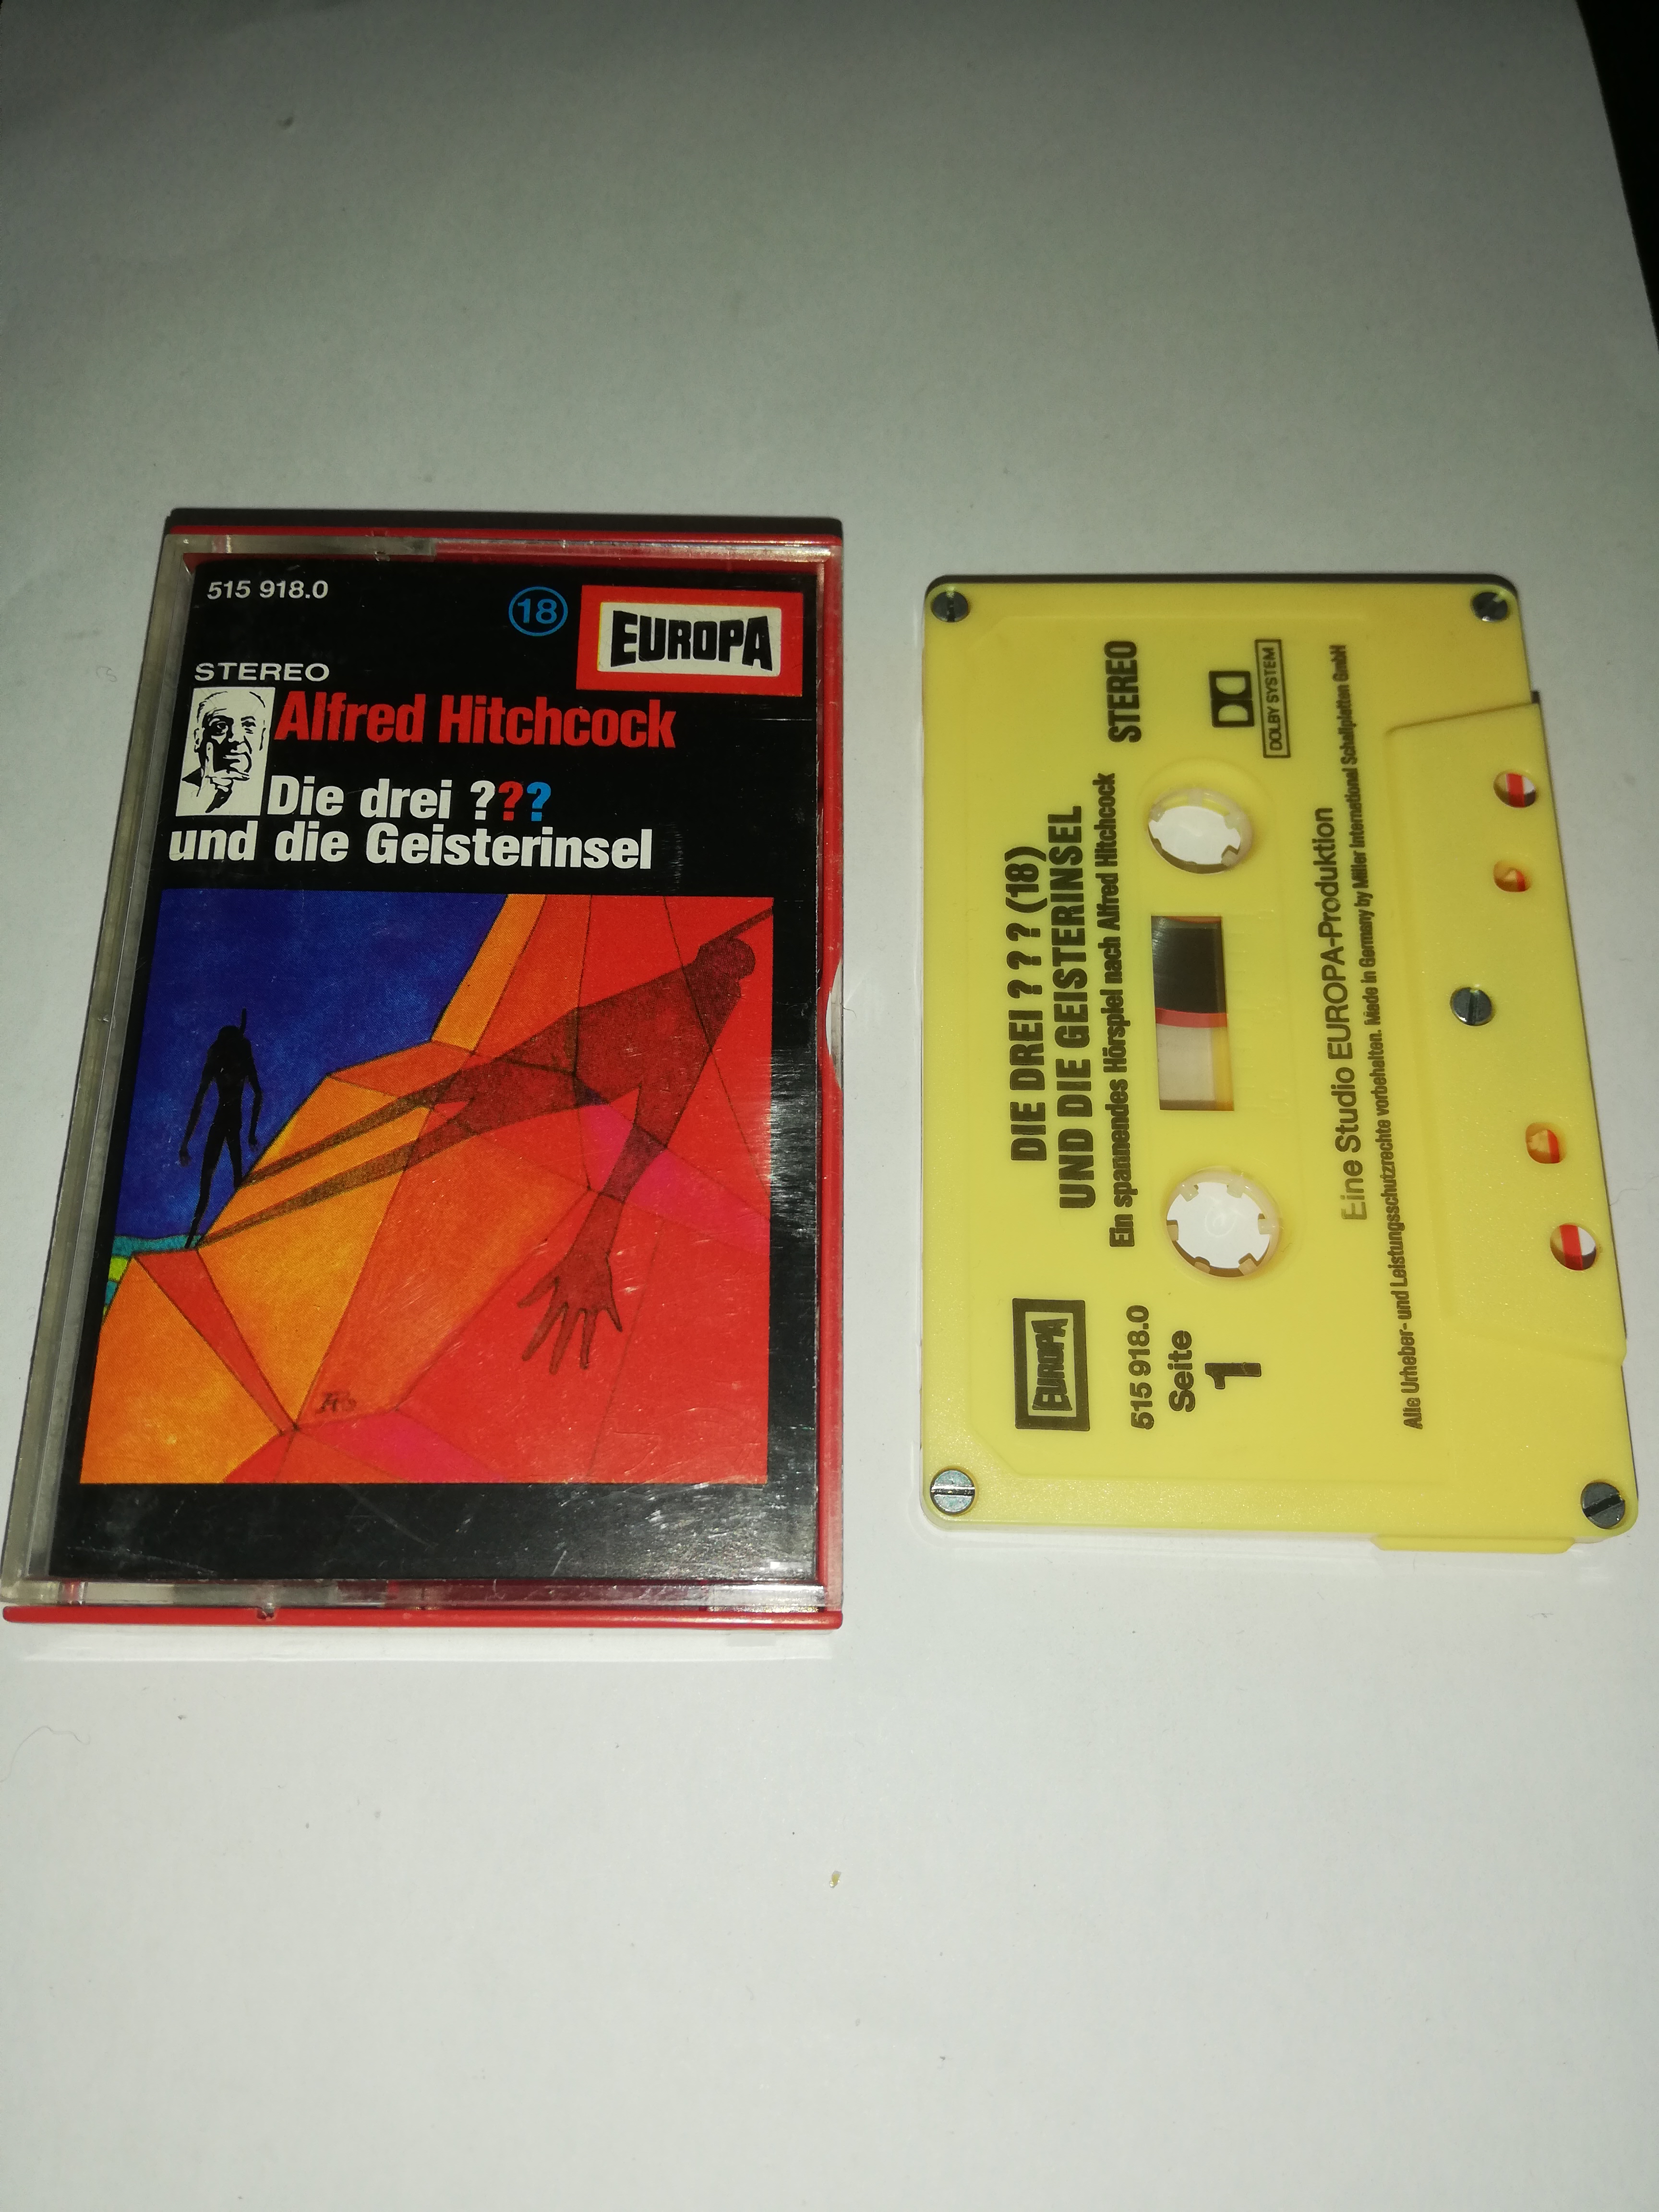 515 918.0
18
EUROPA
STEREO
Alfred Hitchcock
Die drei ???
und die Geisterinsel
DIE DREI ? ? ? (18)
UND DIE GEISTERINSEL
Ein spannendes Hörspiel nach Alfred Hitchcock
STEREO
EUROPA
515 918.0
Seite
1
DOLBY SYSTEM
Eine Studio EUROPA-Produktion
Alle Urheber- und Leistungsschutzrechte vorbehalten. Made in Germany by Miller International Schallplatten GmbH